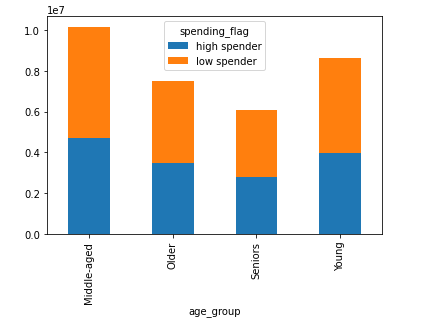 1e7
spending_flag
high spender
low spender
1.0
0.8
0.6
0.4
0.2
0.0
Middle-aged
Older
Seniors
Young
age_group